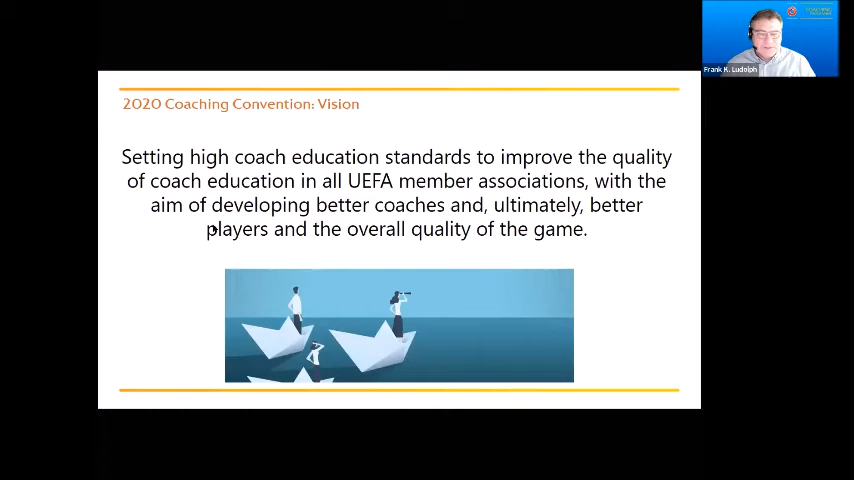 2020 Coaching Convention: Vision
Setting high coach education standards to improve the quality
of coach education in all UEFA member associations, with the
aim of developing better coaches and, ultimately, better
players and the overall quality of the game.
Frank K. Ludolph